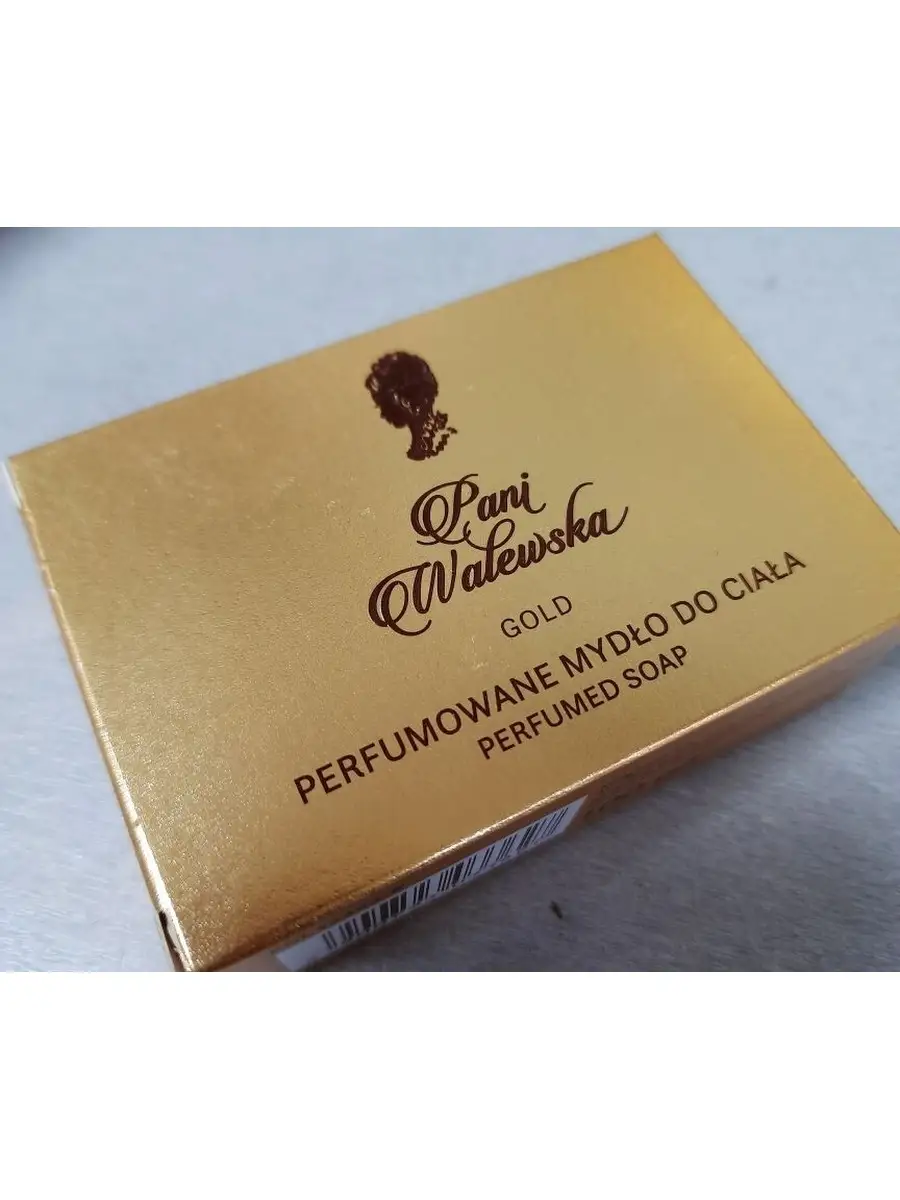 Pani
Walewska
GOLD
PERFUMOWANE MYDŁO DO CIAŁA
PERFUMED SOAP